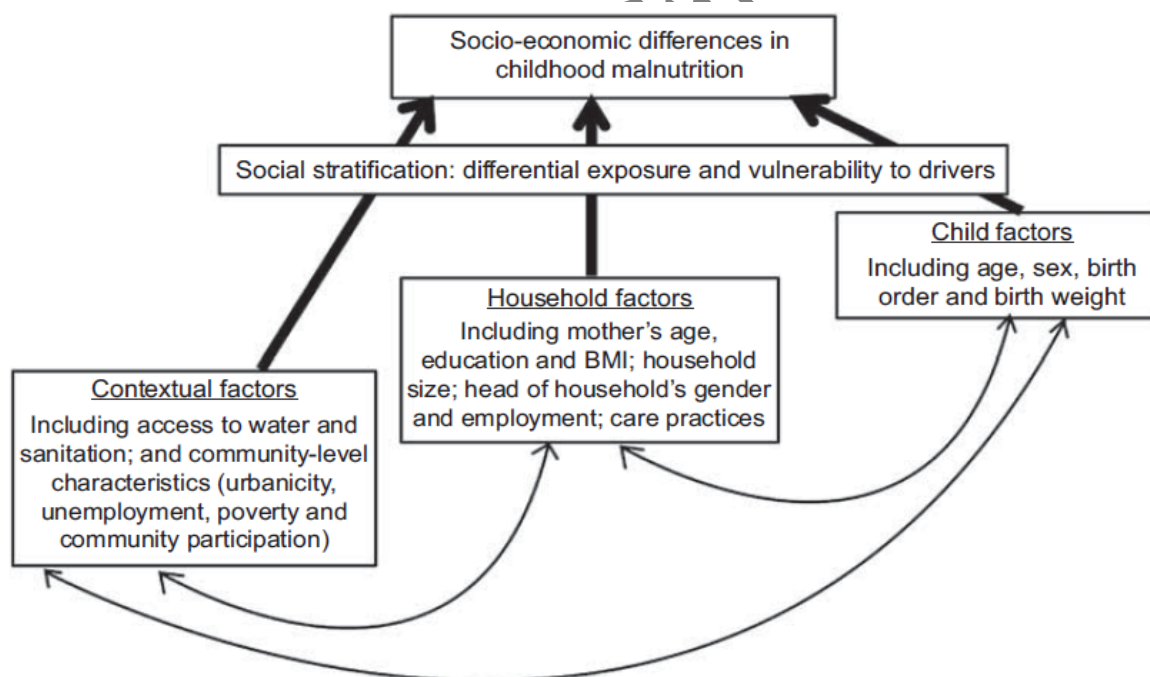 Socio-economic differences in
childhood malnutrition
Social stratification: differential exposure and vulnerability to drivers
Child factors
Including age, sex, birth
order and birth weight
Household factors
Including mother's age,
education and BMI; household
size; head of household's gender
and employment; care practices
Contextual factors
Including access to water and
sanitation; and community-level
characteristics (urbanicity,
unemployment, poverty and
community participation)